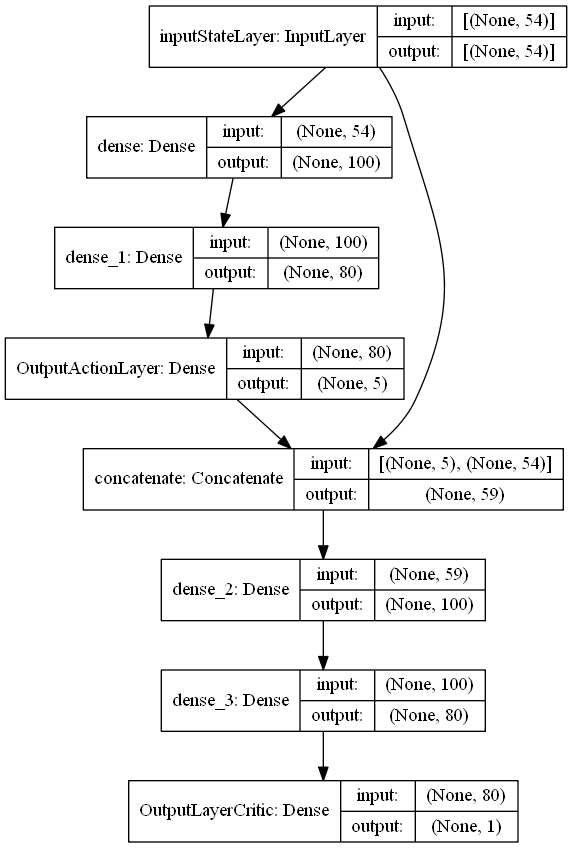 inputStateLayer: InputLayer
input:
[(None, 54)]
output:
[(None, 54)]
dense: Dense
input:
(None, 54)
output:
(None, 100)
dense_1: Dense
input:
(None, 100)
output:
(None, 80)
OutputActionLayer: Dense
input:
(None, 80)
output:
(None, 5)
concatenate: Concatenate
input:
[(None, 5), (None, 54)]
output:
(None, 59)
dense_2: Dense
input:
(None, 59)
output:
(None, 100)
dense_3: Dense
input:
(None, 100)
output:
(None, 80)
OutputLayerCritic: Dense
input:
(None, 80)
output:
(None, 1)